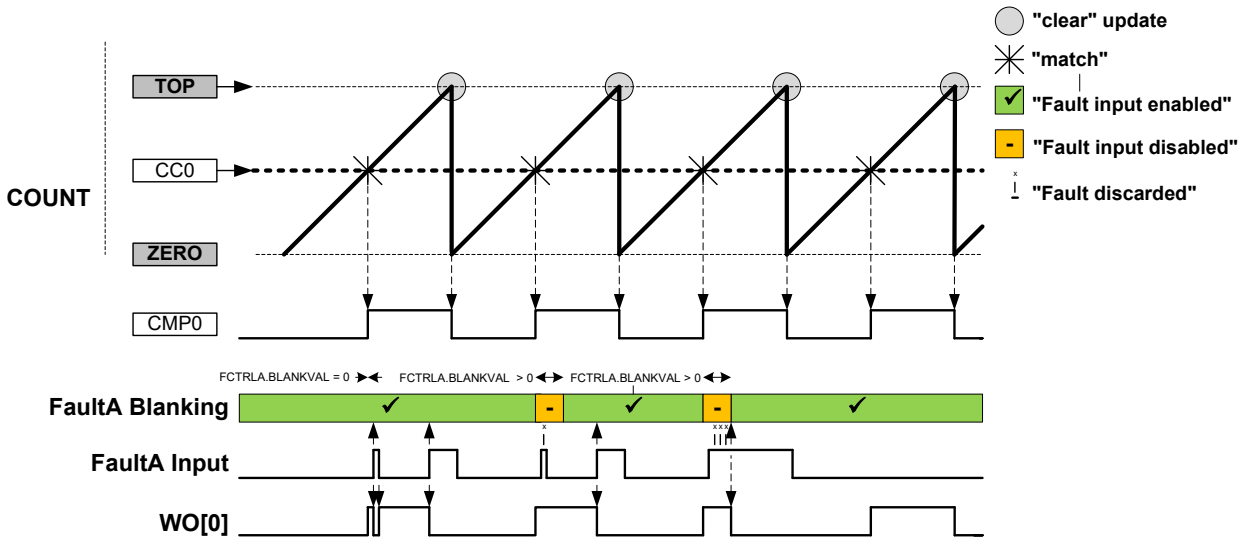 "clear" update
"match"
TOP
"Fault input enabled"
"Fault input disabled"
CC0
x
"Fault discarded"
COUNT
ZERO
CMP0
FCTRLA.BLANKVAL = 0
FCTRLA.BLANKVAL > 0
FCTRLA.BLANKVAL > 0
FaultA Blanking
✓ - ✓ - ✓
x xxx
FaultA Input
WO[0]